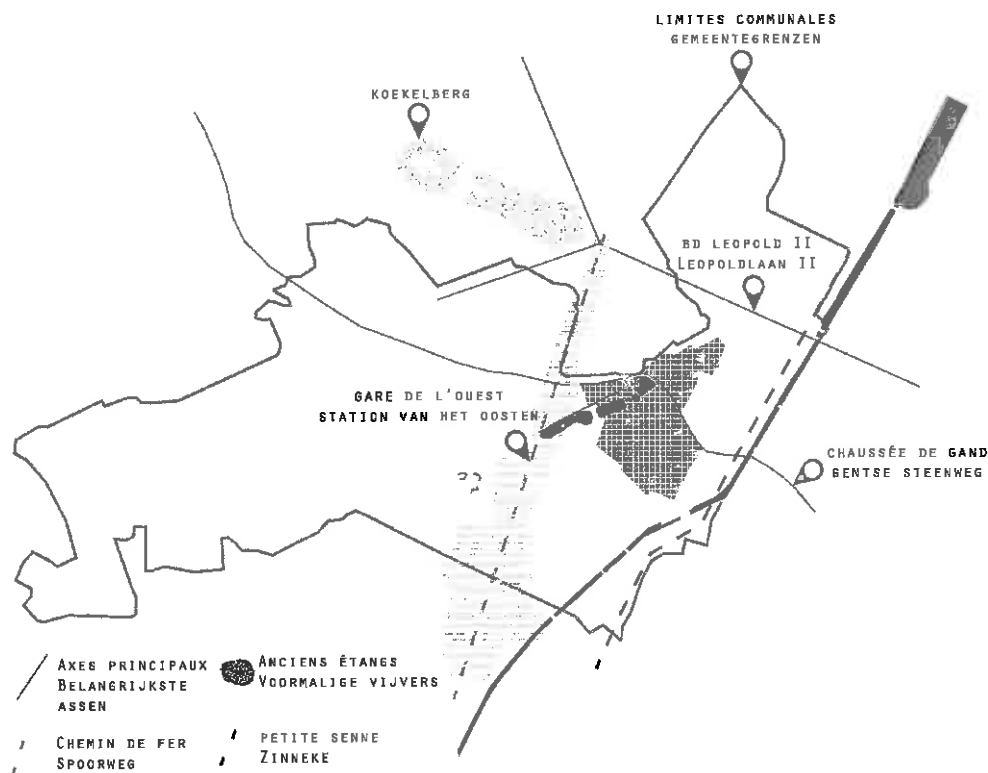 LIMITES COMMUNALES
GEMEENTEGRENZEN
KOEKELBERG
BD LEOPOLD II
LEOPOLDLAAN II
GARE DE L'OUEST
STATION VAN HET OOSTEN
CHAUSSÉE DE GAND
GENTSE STEENWEG
AXES PRINCIPAUX
BELANGRIJKSTE
ASSEN
ANCIENS ÉTANGS
VOORMALIGE VIJVERS
CHEMIN DE FER
SPOORWEG
PETITE SENNE
ZINNEKE